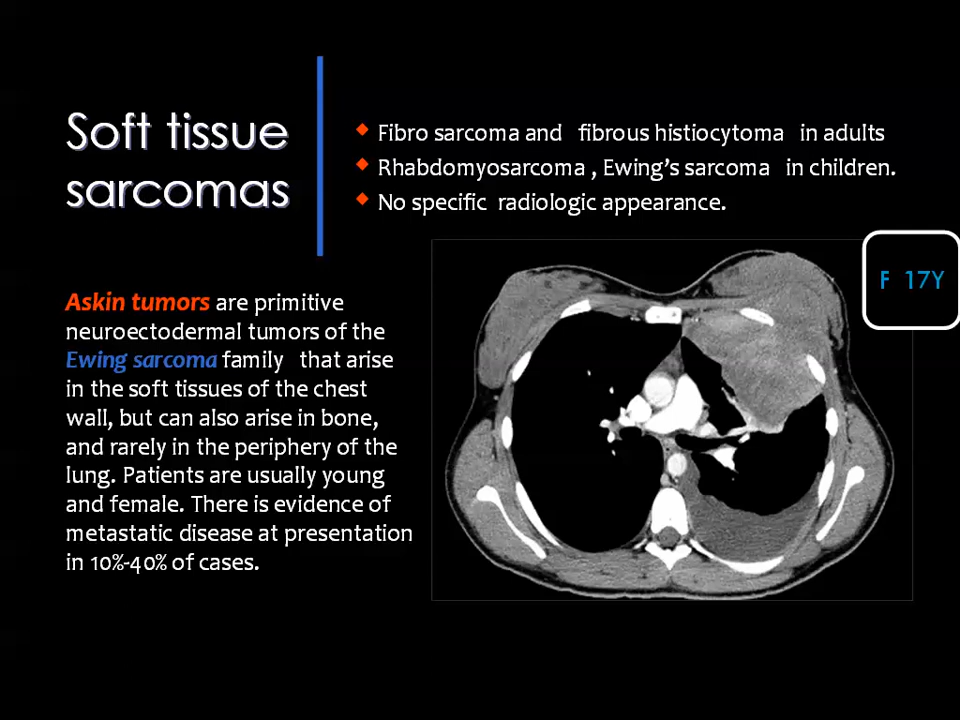 Soft tissue
sarcomas
Fibro sarcoma and fibrous histiocytoma in adults
Rhabdomyosarcoma , Ewing's sarcoma in children.
No specific radiologic appearance.
F 17Y
Askin tumors are primitive
neuroectodermal tumors of the
Ewing sarcoma family that arise
in the soft tissues of the chest
wall, but can also arise in bone,
and rarely in the periphery of the
lung. Patients are usually young
and female. There is evidence of
metastatic disease at presentation
in 10%-40% of cases.